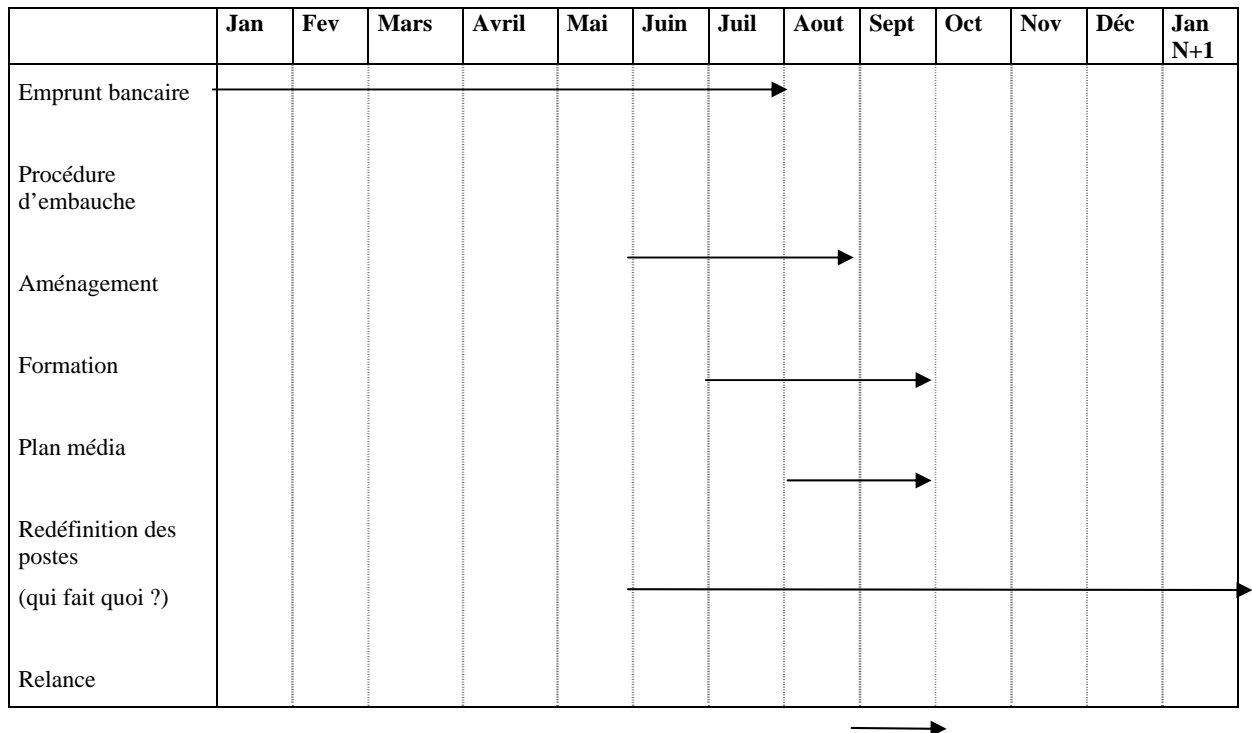 Jan Fev Mars Avril Mai Juin Juil Aout Sept Oct Nov Déc Jan
N+1
Emprunt bancaire
Procédure
d’embauche
Aménagement
Formation
Plan média
Redéfinition des
postes
(qui fait quoi ?)
Relance